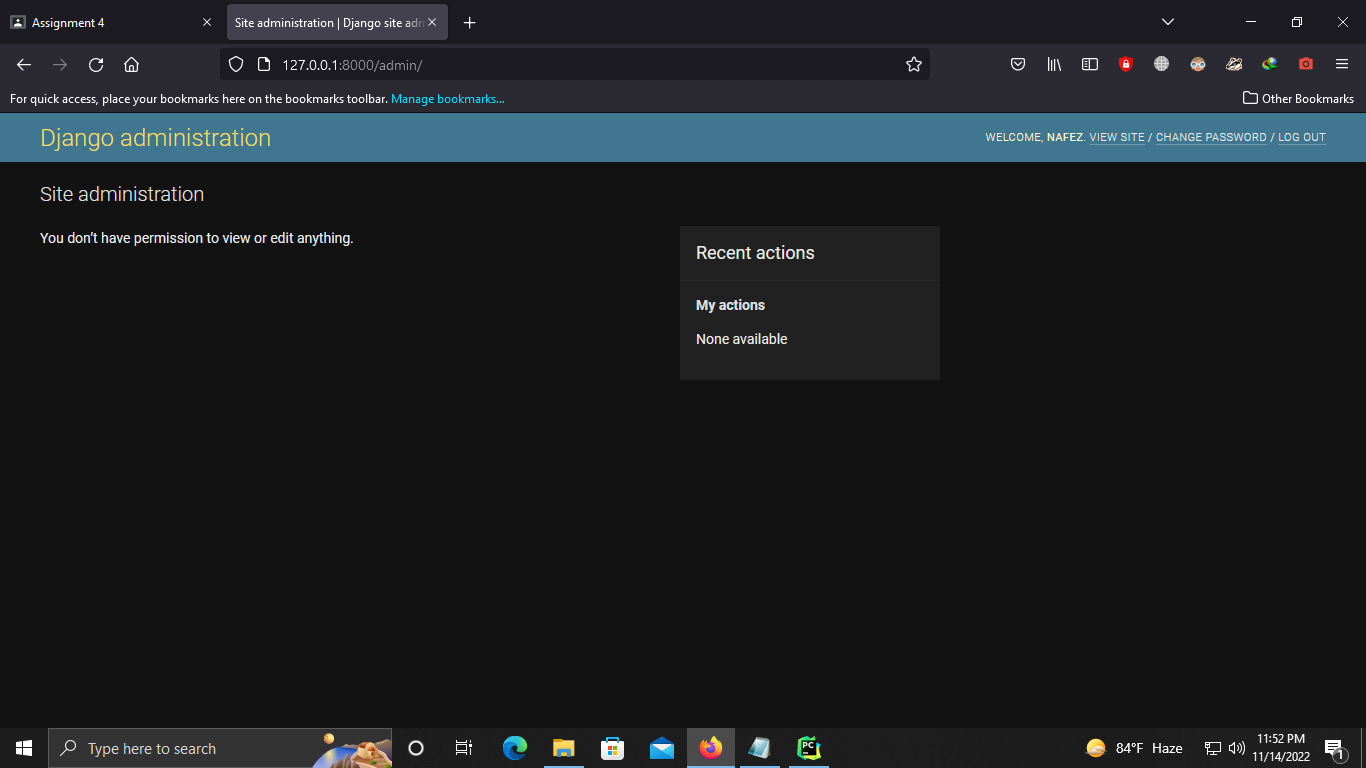 Assignment 4
Site administration | Django site adn
127.0.0.1:8000/admin/
For quick access, place your bookmarks here on the bookmarks toolbar. Manage bookmarks...
Other Bookmarks
Django administration
WELCOME, NAFEZ. VIEW SITE / CHANGE PASSWORD / LOG OUT
Site administration
You don't have permission to view or edit anything.
Recent actions
My actions
None available
Type here to search
PC
84°F Haze
11:52 PM
11/14/2022
1